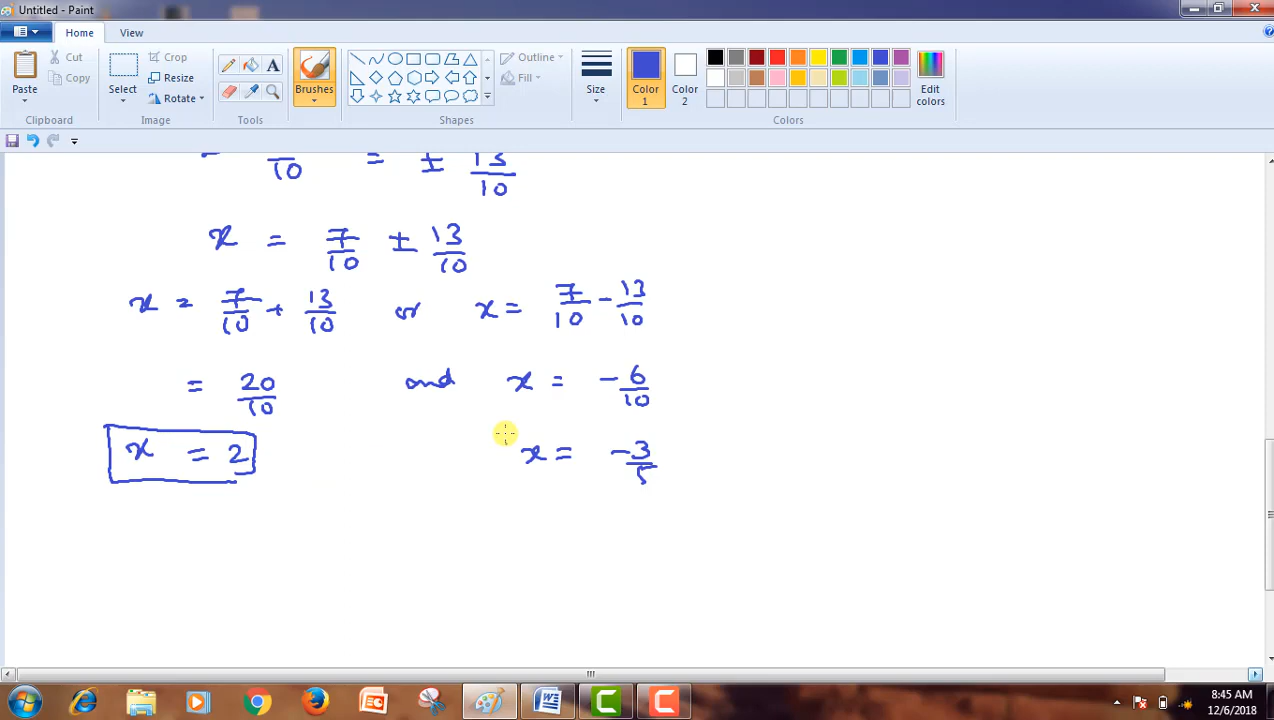 Untitled - Paint
Home View
Paste
Cut
Copy
Clipboard
Select
Crop
Resize
Rotate
Image
A
Tools
Brushes
Outline
Fill
Shapes
Size
Color 1
Color 2
Edit colors
Colors
10 = ± 13/10
x = 7/10 ± 13/10
x = 7/10 + 13/10 or x = 7/10 - 13/10
= 20/10 and x = -6/10
x = 2 x = -3/5
8:45 AM
12/6/2018